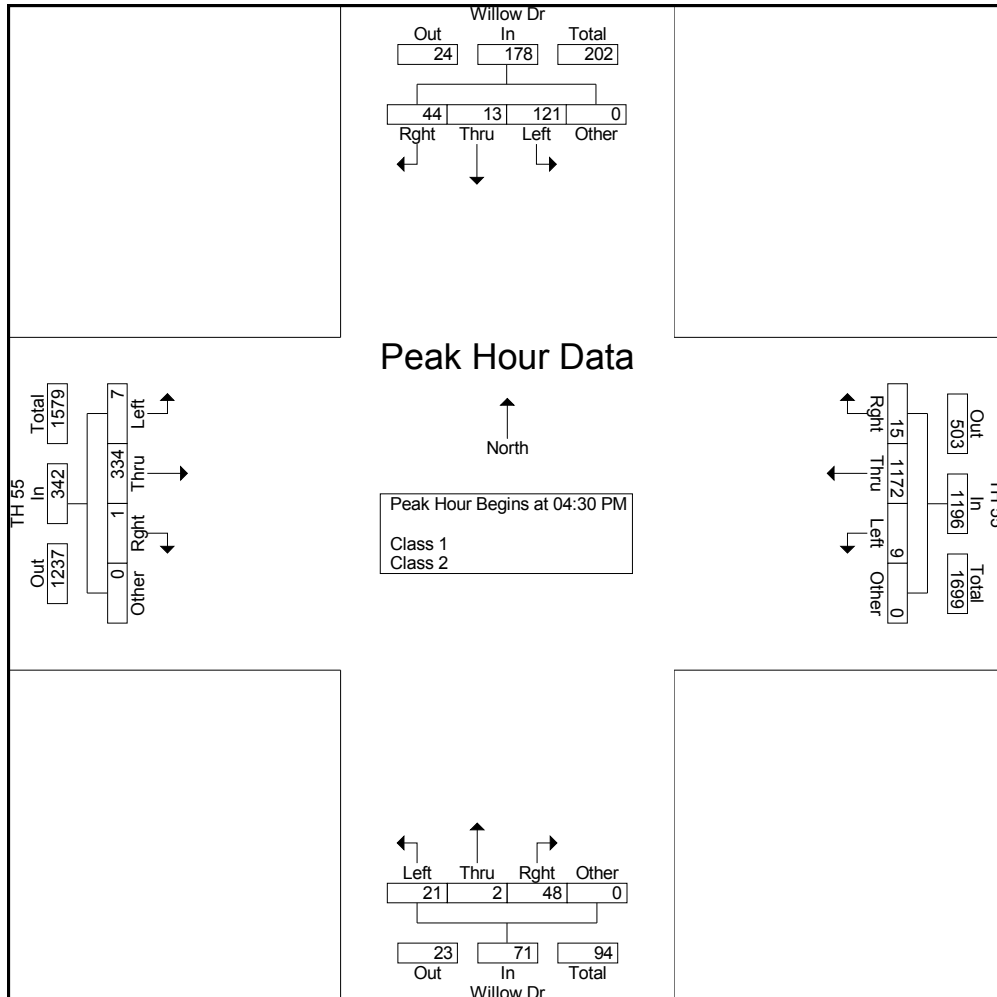 Willow Dr
Out In Total
24 178 202
44 13 121 0
Rght Thru Left Other
Peak Hour Data
North
Peak Hour Begins at 04:30 PM
Class 1
Class 2
TH 55
Out In Total
1237 342 1579
7 334 1 0
Left Thru Rght Other
Out In Total
503 1196 1699
15 1172 9 0
Rght Thru Left Other
Left Thru Rght Other
21 2 48 0
23 71 94
Out In Total
Willow Dr